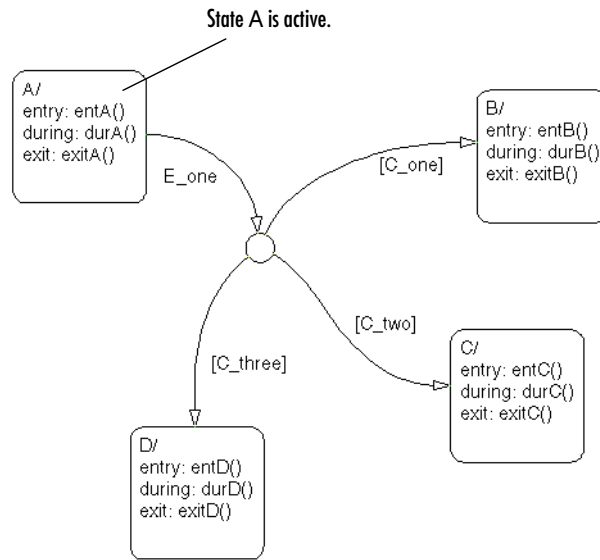 State A is active.
A/
entry: entA()
during: durA()
exit: exitA()
E_one
[C_one]
B/
entry: entB()
during: durB()
exit: exitB()
[C_two]
C/
entry: entC()
during: durC()
exit: exitC()
[C_three]
D/
entry: entD()
during: durD()
exit: exitD()